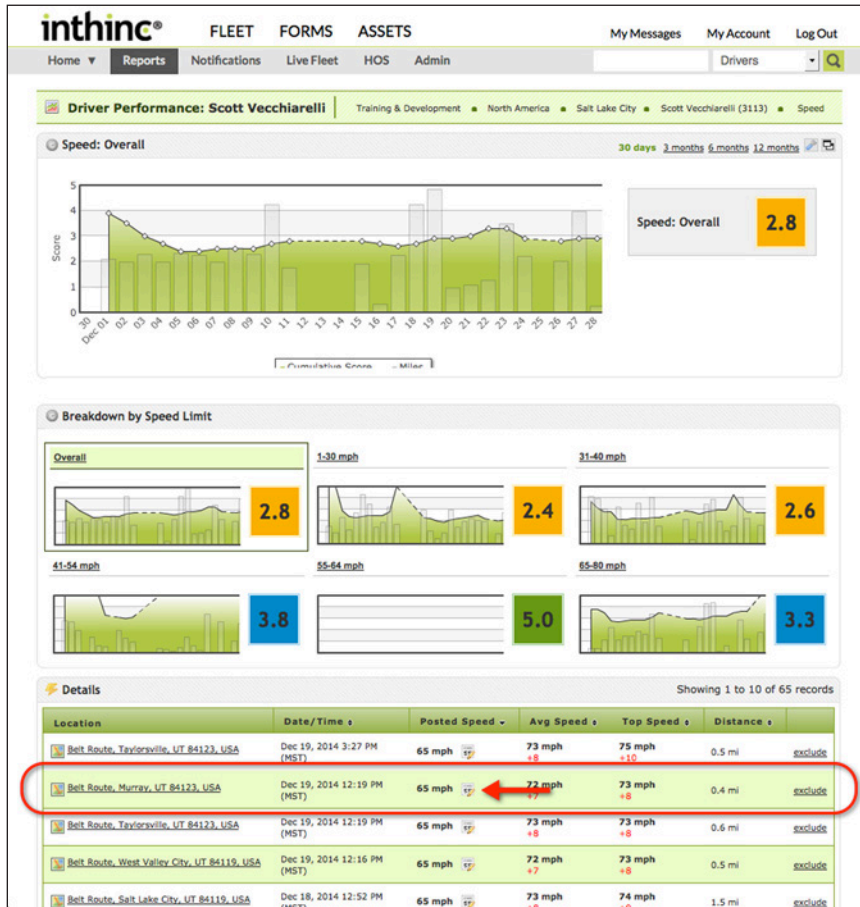 inthinc®
FLEET FORMS ASSETS
My Messages My Account Log Out
Home ▼ Reports Notifications Live Fleet HOS Admin Drivers
Driver Performance: Scott Vecchiarelli
Training & Development North America Salt Lake City Scott Vecchiarelli (3113) Speed
Speed: Overall
30 days 3 months 6 months 12 months
Score
5
4
3
2
1
0
30 Dec 01 02 03 04 05 06 07 08 09 10 11 12 13 14 15 16 17 18 19 20 21 22 23 24 25 26 27 28
Cumulative Score Miles
Speed: Overall 2.8
Breakdown by Speed Limit
Overall 1-30 mph 31-40 mph
2.8 2.4 2.6
41-54 mph 55-64 mph 65-80 mph
3.8 5.0 3.3
Details
Showing 1 to 10 of 65 records
Location Date/Time Posted Speed Avg Speed Top Speed Distance
Belt Route, Taylorsville, UT 84123, USA Dec 19, 2014 3:27 PM 65 mph 73 mph 75 mph 0.5 mi exclude
(MST) +8 +10
Belt Route, Murray, UT 84123, USA Dec 19, 2014 12:19 PM 65 mph 72 mph 73 mph 0.4 mi exclude
(MST) +7 +8
Belt Route, Taylorsville, UT 84123, USA Dec 19, 2014 12:19 PM 65 mph 73 mph 73 mph 0.6 mi exclude
(MST) +8 +8
Belt Route, West Valley City, UT 84119, USA Dec 19, 2014 12:16 PM 65 mph 72 mph 73 mph 0.5 mi exclude
(MST) +7 +8
Belt Route, Salt Lake City, UT 84119, USA Dec 18, 2014 12:52 PM 65 mph 73 mph 74 mph 1.5 mi exclude